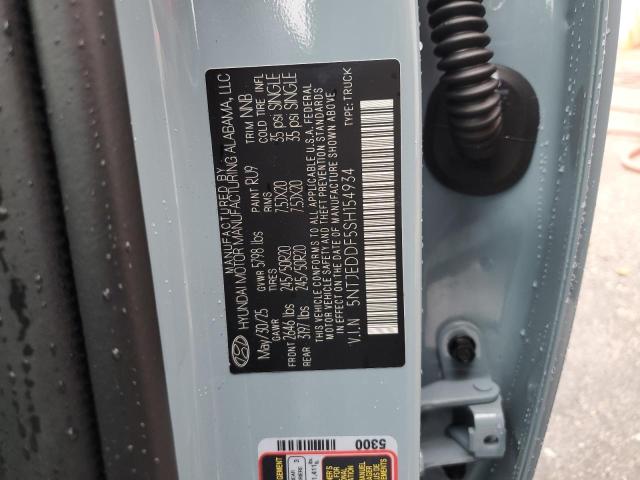 MANUFACTURED BY
HYUNDAI MOTOR MANUFACTURING ALABAMA, LLC
May/30/25 GVWR 5798 lbs PAINT RU9 TRIM NNB
GAWR TIRES RIMS COLD TIRE INFL
FRONT 2646 lbs 245/50R20 7.5JX20 35 psi SINGLE
REAR 3197 lbs 245/50R20 7.5JX20 35 psi SINGLE
THIS VEHICLE CONFORMS TO ALL APPLICABLE U.S.A. FEDERAL
MOTOR VEHICLE SAFETY AND THEFT PREVENTION STANDARDS
IN EFFECT ON THE DATE OF MANUFACTURE SHOWN ABOVE
V.I.N 5NTJEDDF5SH154934 TYPE:TRUCK
5300